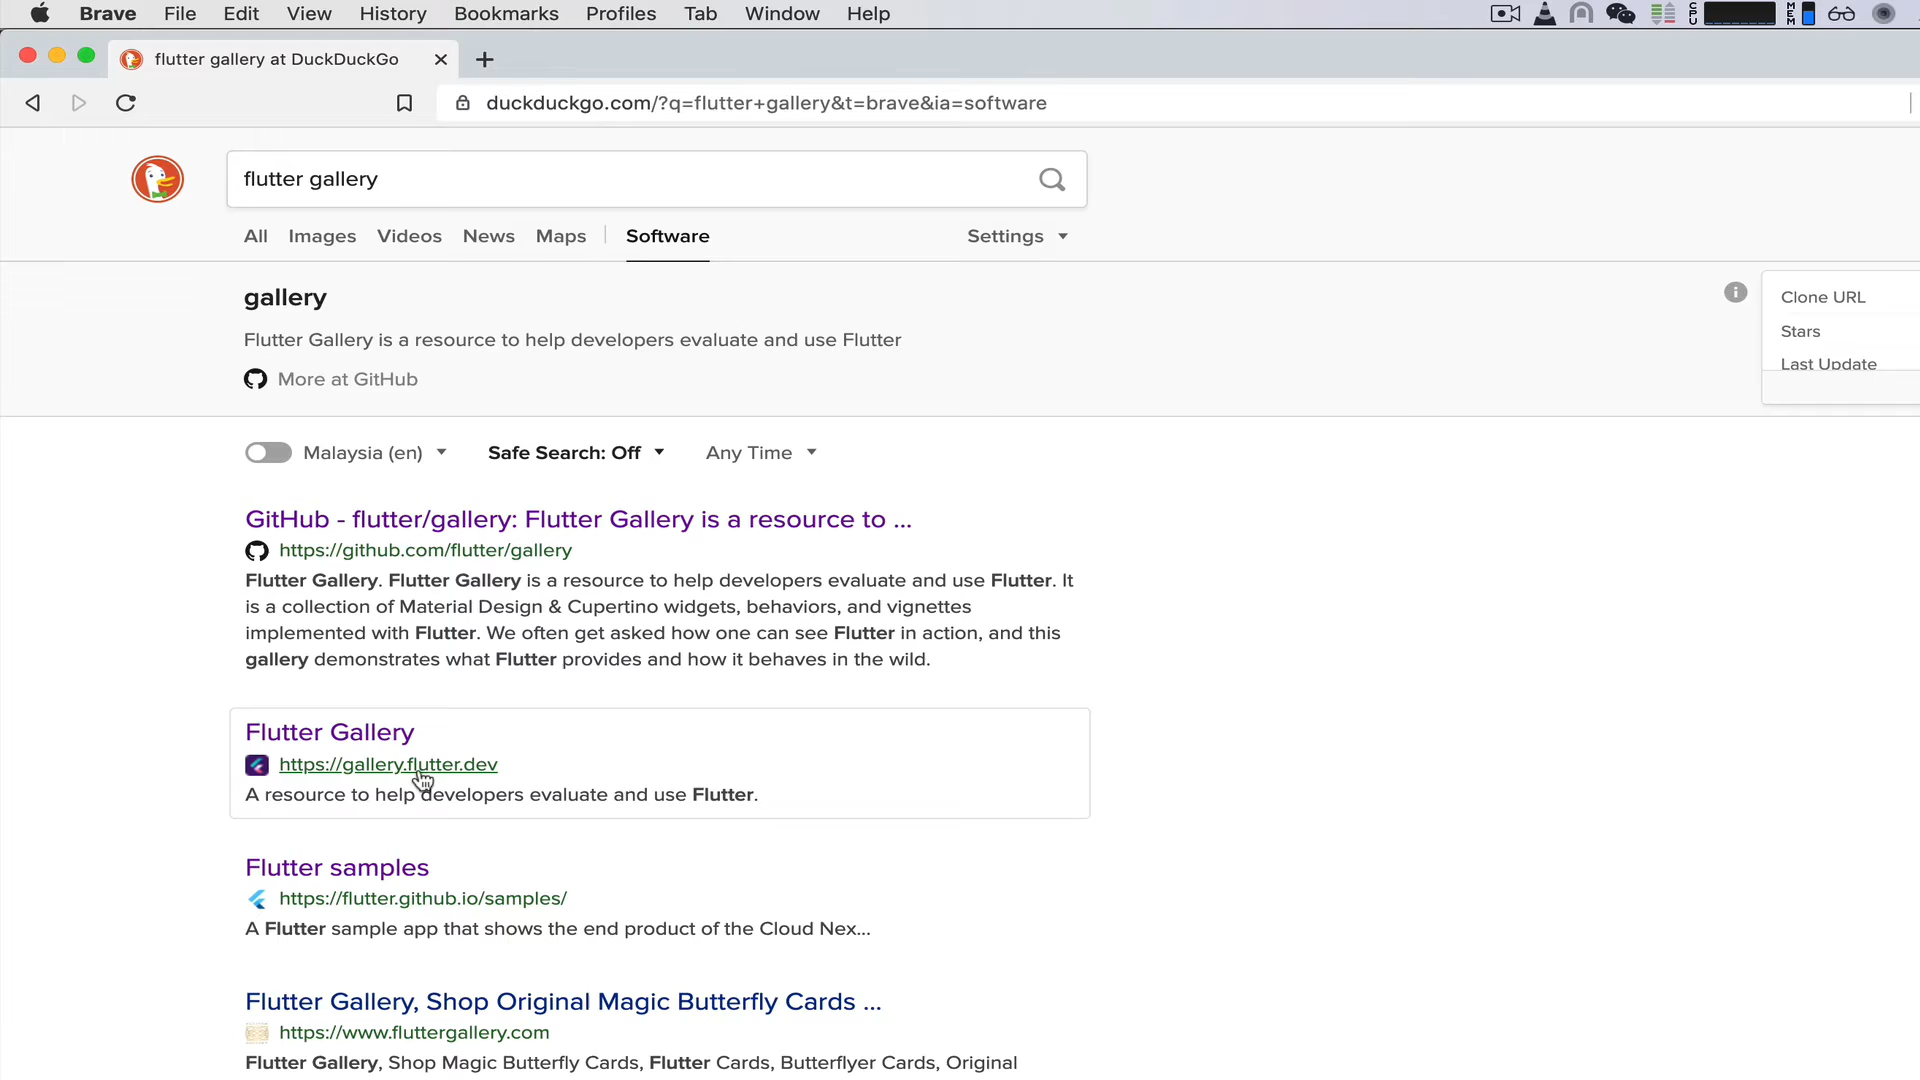 Brave File Edit View History Bookmarks Profiles Tab Window Help CPU MEM
flutter gallery at DuckDuckGo
duckduckgo.com/?q=flutter+gallery&t=brave&ia=software
flutter gallery
All Images Videos News Maps Software Settings
gallery
Clone URL
Flutter Gallery is a resource to help developers evaluate and use Flutter
Stars
Last Update
More at GitHub
Malaysia (en) Safe Search: Off Any Time
GitHub - flutter/gallery: Flutter Gallery is a resource to ...
https://github.com/flutter/gallery
Flutter Gallery. Flutter Gallery is a resource to help developers evaluate and use Flutter. It
is a collection of Material Design & Cupertino widgets, behaviors, and vignettes
implemented with Flutter. We often get asked how one can see Flutter in action, and this
gallery demonstrates what Flutter provides and how it behaves in the wild.
Flutter Gallery
https://gallery.flutter.dev
A resource to help developers evaluate and use Flutter.
Flutter samples
https://flutter.github.io/samples/
A Flutter sample app that shows the end product of the Cloud Nex...
Flutter Gallery, Shop Original Magic Butterfly Cards ...
https://www.fluttergallery.com
Flutter Gallery, Shop Magic Butterfly Cards, Flutter Cards, Butterflyer Cards, Original